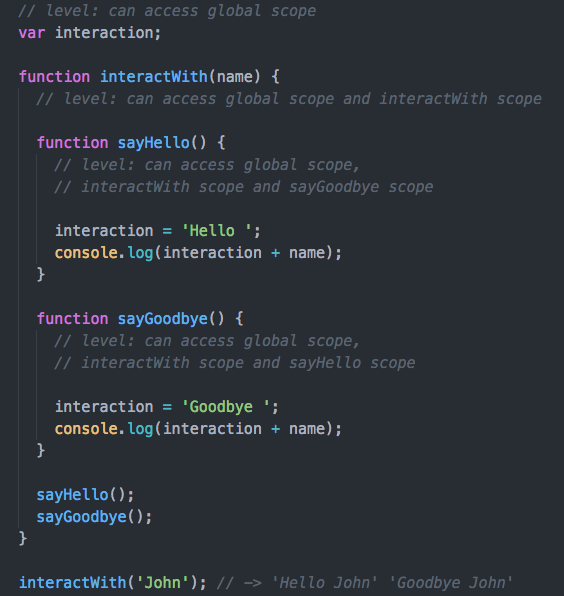 // level: can access global scope
var interaction;
function interactWith(name) {
// level: can access global scope and interactWith scope
function sayHello() {
// level: can access global scope,
// interactWith scope and sayGoodbye scope
interaction = 'Hello ';
console.log(interaction + name);
}
function sayGoodbye() {
// level: can access global scope,
// interactWith scope and sayHello scope
interaction = 'Goodbye ';
console.log(interaction + name);
}
sayHello();
sayGoodbye();
}
interactWith('John'); // –> 'Hello John' 'Goodbye John'